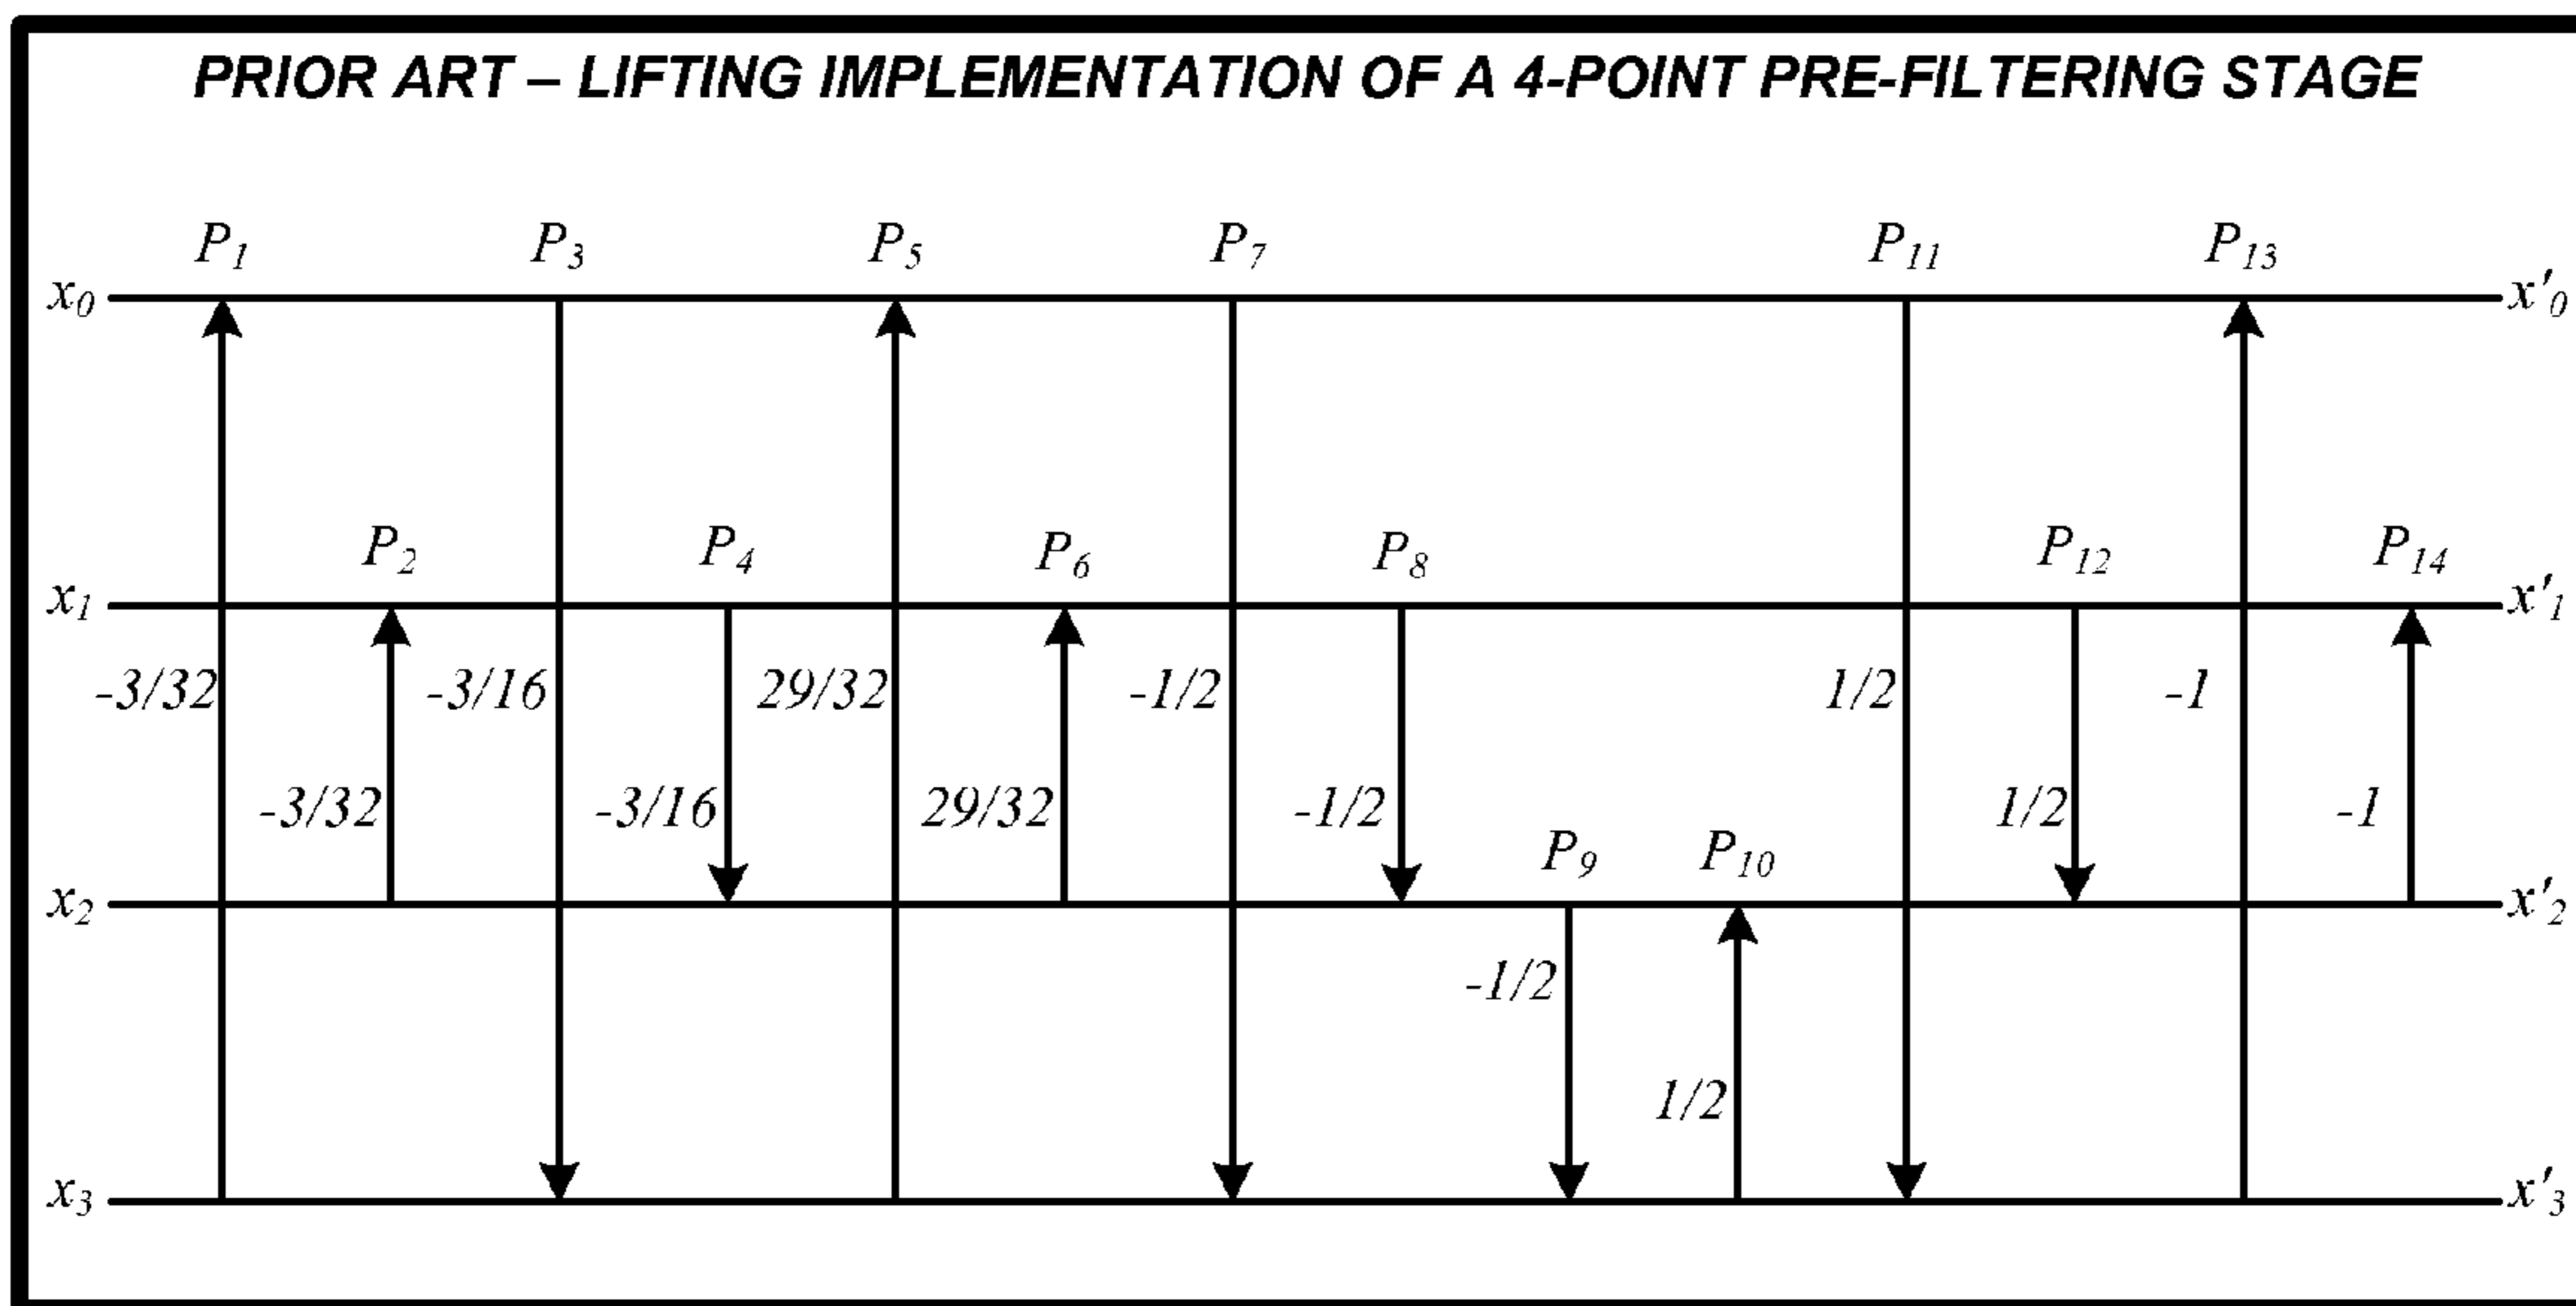 PRIOR ART – LIFTING IMPLEMENTATION OF A 4-POINT PRE-FILTERING STAGE
P1 P3 P5 P7 P11 P13
x0 x'0
P2 P4 P6 P8 P12 P14
x1 x'1
-3/32 -3/16 29/32 -1/2 1/2 -1
-3/32 -3/16 29/32 -1/2 1/2 -1
P9 P10
x2 x'2
-1/2
1/2
x3 x'3